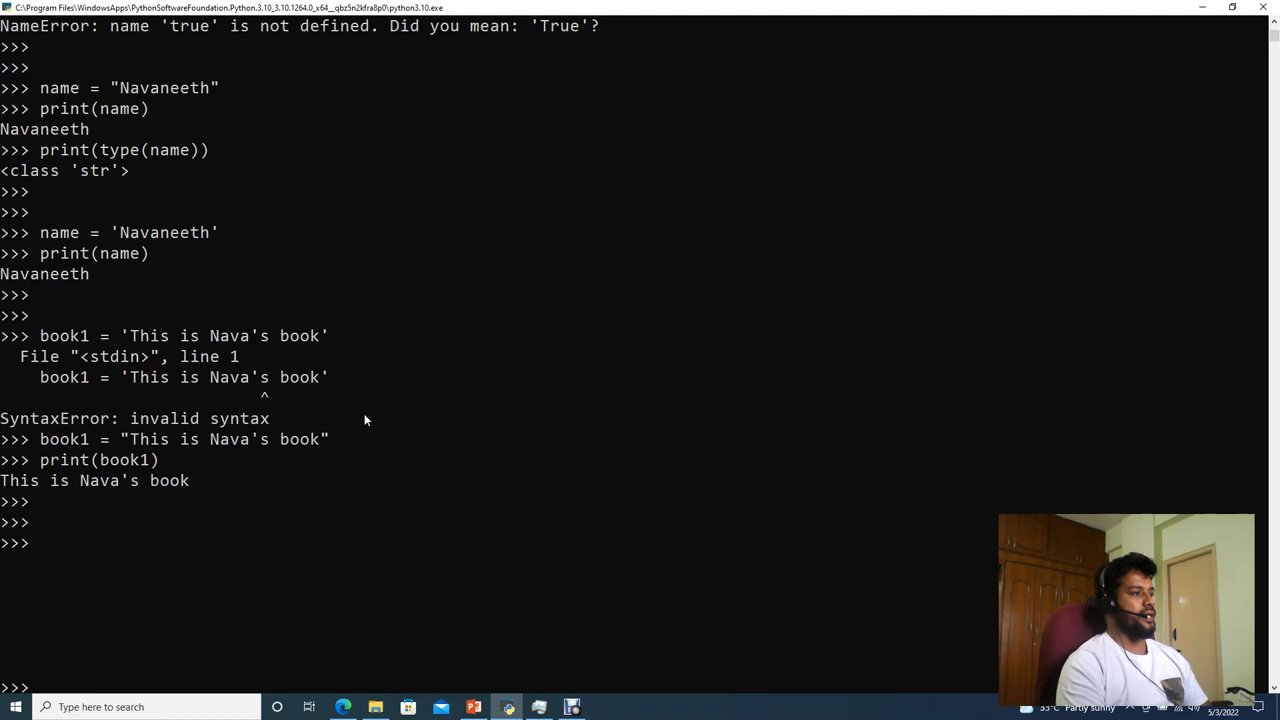 C:\Program Files\WindowsApps\PythonSoftwareFoundation.Python.3.10_3.10.1264.0_x64__qbz5n2kfra8p0\python3.10.exe
NameError: name 'true' is not defined. Did you mean: 'True'?
>>>
>>>
>>> name = "Navaneeth"
>>> print(name)
Navaneeth
>>> print(type(name))
<class 'str'>
>>>
>>>
>>> name = 'Navaneeth'
>>> print(name)
Navaneeth
>>>
>>>
>>> book1 = 'This is Nava's book'
  File "<stdin>", line 1
    book1 = 'This is Nava's book'
                          ^
SyntaxError: invalid syntax
>>> book1 = "This is Nava's book"
>>> print(book1)
This is Nava's book
>>>
>>>
>>>
>>>
Type here to search
Partly sunny
5/3/2022